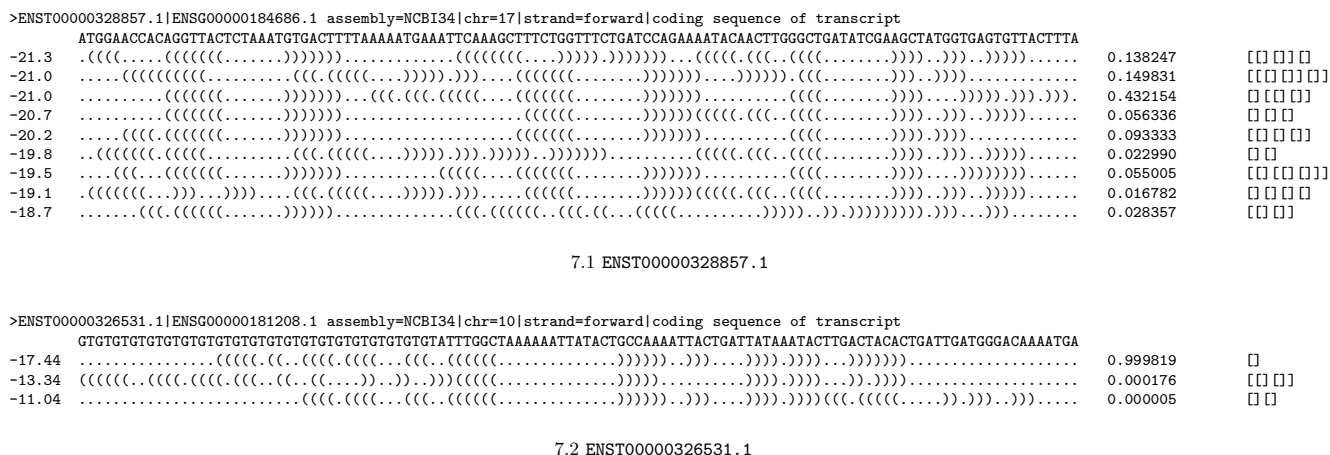 >ENST00000328857.1|ENSG00000184686.1 assembly=NCBI34|chr=17|strand=forward|coding sequence of transcript
ATGGAACCACAGGTTACTCTAAATGTGACTTTTAAAAATGAAATTCAAAGCTTTCTGGTTTCTGATCCAGAAAATACAACTTGGGCTGATATCGAAGCTATGGTGAGTGTTACTTTA
-21.3 .((((.....(((((((.......))))))).............((((((((....))))).)))))))...(((((.(((..((((........))))..)))..)))))...... 0.138247 [[][]][]
-21.0 .....((((((((((..........(((.(((((....))))).)))....(((((((........)))))))....)))))).(((..........)))..))))............. 0.149831 [[[][]][]]
-21.0 ..........(((((((.......)))))))...(((.(((.(((((....(((((((........)))))))..........((((........))))....))))).))).))). 0.432154 [][[][]]
-20.7 ..........(((((((.......))))))).....................(((((((........)))))))(((((.(((..((((........))))..)))..)))))...... 0.056336 [][][]
-20.2 .....((((.(((((((.......))))))).....................(((((((........)))))))..........((((........)))).))))............. 0.093333 [[][][]]
-19.8 ..(((((((.(((((..........(((.(((((....))))).))).)))))..)))))))..........(((((.(((..((((........))))..)))..)))))...... 0.022990 [][]
-19.5 ....(((...(((((((.......)))))))...........(((((....(((((((........)))))))..........((((........))))....)))))..)))..... 0.055005 [[][[][]]]
-19.1 .(((((((...)))...))))....(((.(((((....))))).))).....(((((((........)))))))(((((.(((..((((........))))..)))..)))))...... 0.016782 [][][][]
-18.7 .......(((.((((((.......))))))..............(((.((((((..(((.((...(((((..........)))))..)).))))))))).)))...)))........ 0.028357 [[][]]
7.1 ENST00000328857.1
>ENST00000326531.1|ENSG00000181208.1 assembly=NCBI34|chr=10|strand=forward|coding sequence of transcript
GTGTGTGTGTGTGTGTGTGTGTGTGTGTGTGTGTGTGTGTGTATTTGGCTAAAAAATTATACTGCCAAAATTACTGATTATAAATACTTGACTACACTGATTGATGGGACAAAATGA
-17.44 ................(((((.((..((((.((((...(((..((((((..............))))))..)))....)))).))))...)))))))..................... 0.999819 []
-13.34 ((((((..((((.((((.(((..((..((....))..))..)))(((((..............))))).........)))).))))...)).))))..................... 0.000176 [[][]]
-11.04 ..........................((((.((((...(((..((((((..............))))))..)))....)))).))))(((.(((((.....)).)))..)))..... 0.000005 [][]
7.2 ENST00000326531.1